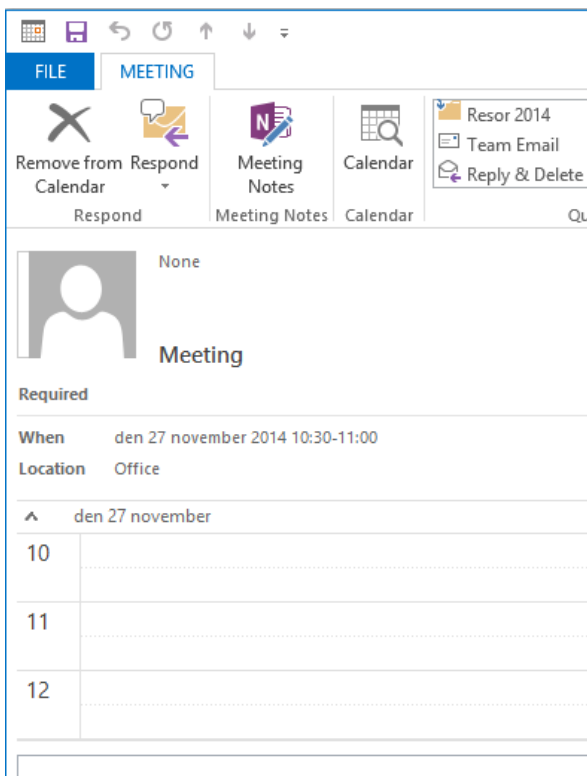 FILE MEETING
Remove from Calendar
Respond
Meeting Notes
Calendar
Resor 2014
Team Email
Reply & Delete
Respond Meeting Notes Calendar Qu
None
Meeting
Required
When den 27 november 2014 10:30-11:00
Location Office
den 27 november
10
11
12